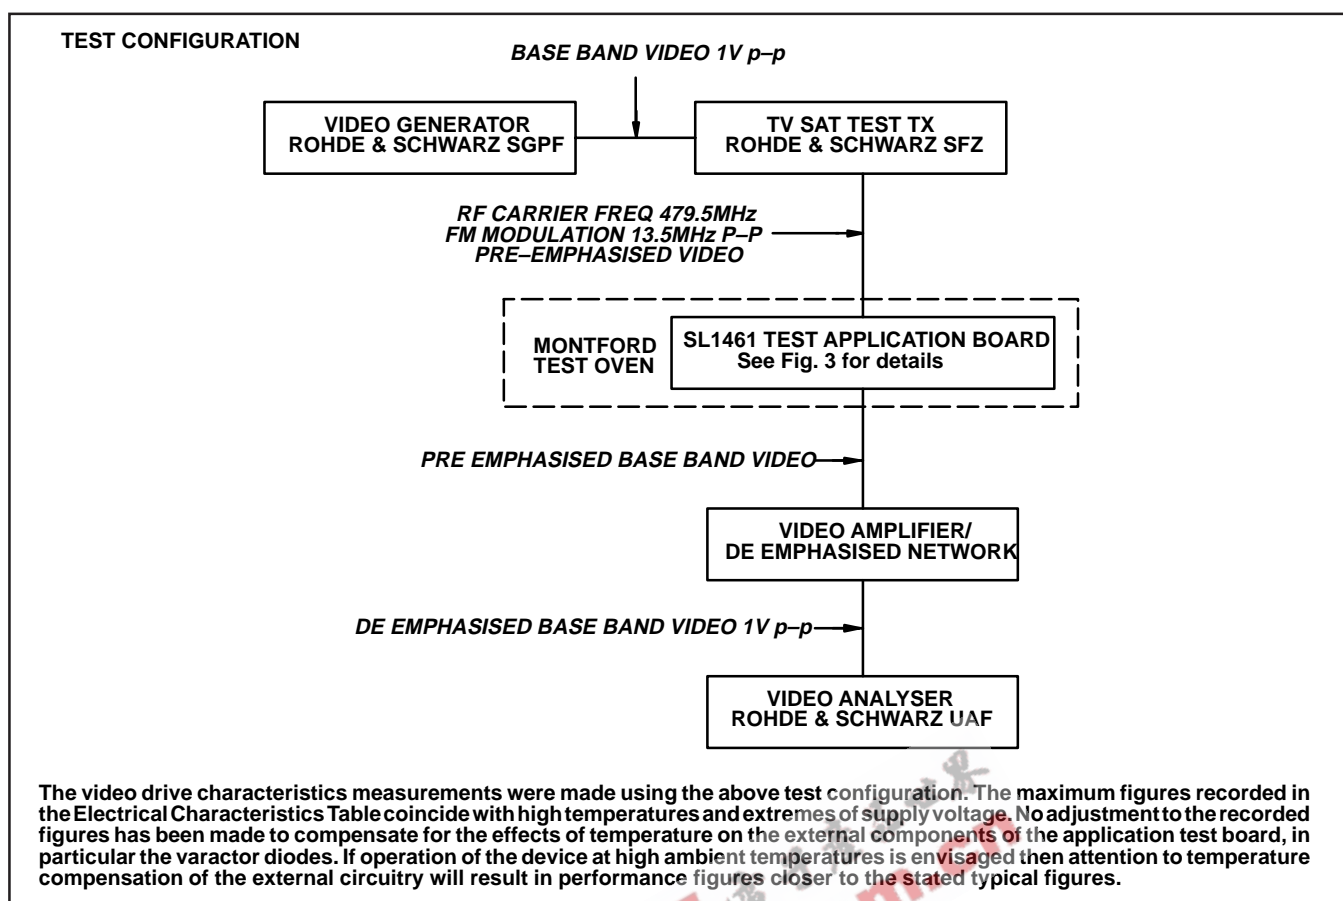 TEST CONFIGURATION
BASE BAND VIDEO 1V p–p
VIDEO GENERATOR
ROHDE & SCHWARZ SGPF
TV SAT TEST TX
ROHDE & SCHWARZ SFZ
RF CARRIER FREQ 479.5MHz
FM MODULATION 13.5MHz P–P
PRE–EMPHASISED VIDEO
MONTFORD
TEST OVEN
SL1461 TEST APPLICATION BOARD
See Fig. 3 for details
PRE EMPHASISED BASE BAND VIDEO
VIDEO AMPLIFIER/
DE EMPHASISED NETWORK
DE EMPHASISED BASE BAND VIDEO 1V p–p
VIDEO ANALYSER
ROHDE & SCHWARZ UAF
The video drive characteristics measurements were made using the above test configuration. The maximum figures recorded in
the Electrical Characteristics Table coincide with high temperatures and extremes of supply voltage. No adjustment to the recorded
figures has been made to compensate for the effects of temperature on the external components of the application test board, in
particular the varactor diodes. If operation of the device at high ambient temperatures is envisaged then attention to temperature
compensation of the external circuitry will result in performance figures closer to the stated typical figures.